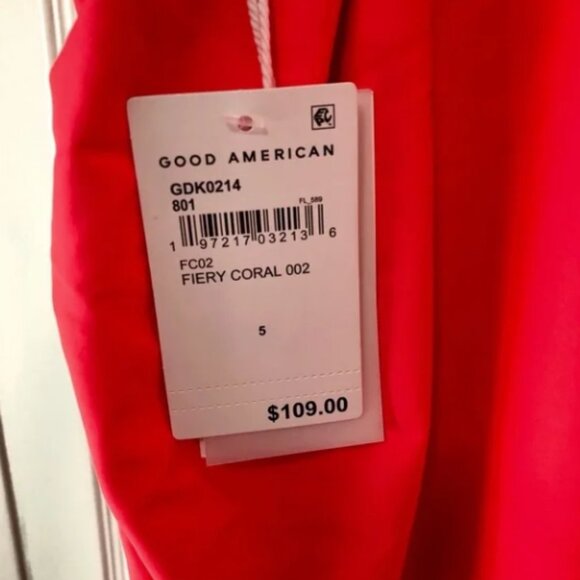 GOOD AMERICAN
GDK0214
801
FL_589
1 97217 03213 6
FC02
FIERY CORAL 002
5
$109.00